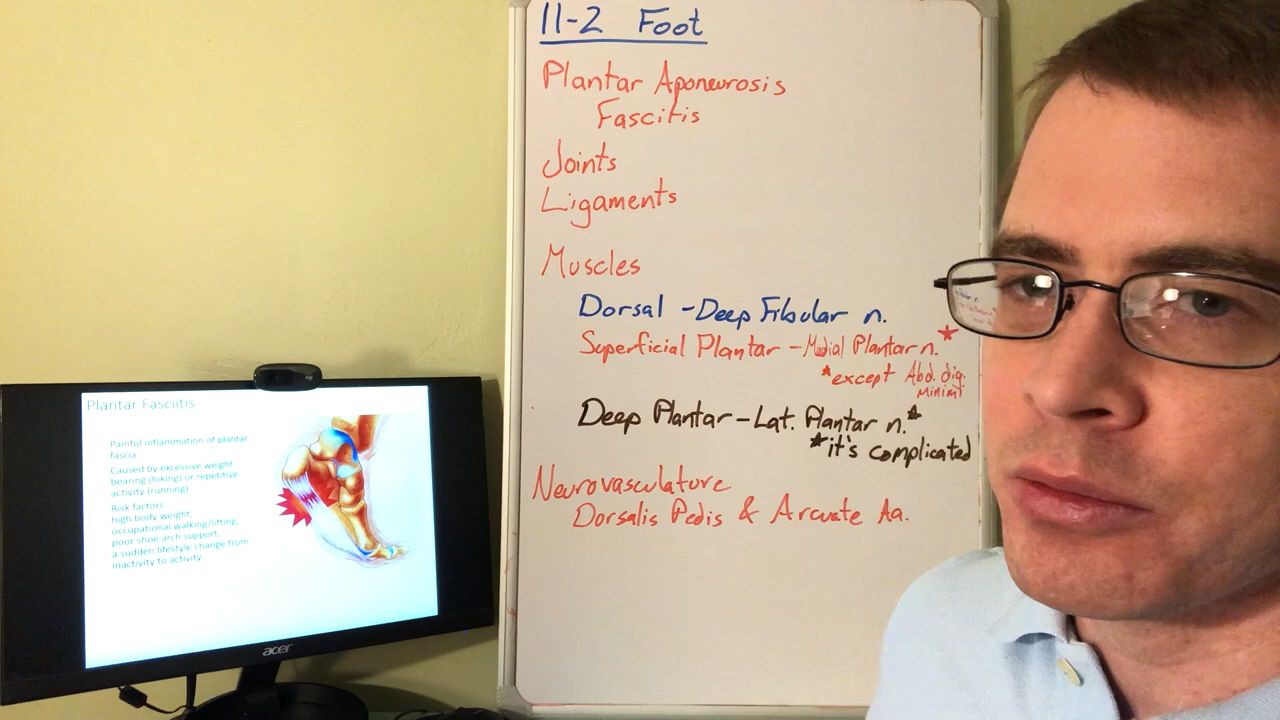 11-2 Foot
Plantar Aponeurosis
Fascitis
Joints
Ligaments
Muscles
Dorsal - Deep Fibular n.
Superficial Plantar - Medial Plantar n.*
*except Abd. dig.
minimi
Deep Plantar - Lat. Plantar n.*
*it's complicated
Neurovasculature
Dorsalis Pedis & Arcuate Aa.
Plantar Fasciitis
Painful inflammation of plantar
fascia
Caused by excessive weight
bearing (hiking) or repetitive
activity (running)
Risk factors:
high body weight,
occupational walking/lifting,
poor shoe arch support,
a sudden lifestyle change from
inactivity to activity.
acer